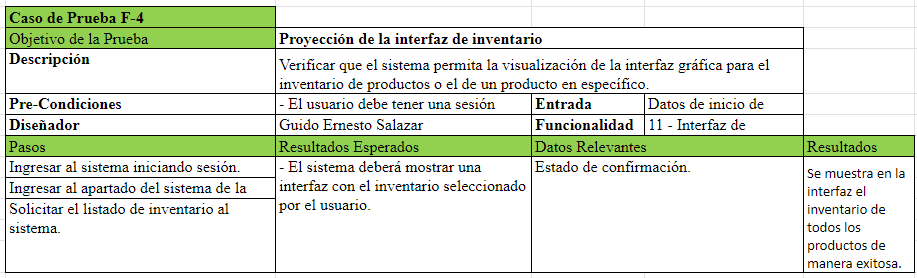 Caso de Prueba F-4
Objetivo de la Prueba Proyección de la interfaz de inventario
Descripción
Verificar que el sistema permita la visualización de la interfaz gráfica para el
inventario de productos o el de un producto en específico.
Pre-Condiciones - El usuario debe tener una sesión Entrada Datos de inicio de
Diseñador Guido Ernesto Salazar Funcionalidad 11 - Interfaz de
Pasos Resultados Esperados Datos Relevantes Resultados
Ingresar al sistema iniciando sesión.
Ingresar al apartado del sistema de la
Solicitar el listado de inventario al
sistema.
- El sistema deberá mostrar una
interfaz con el inventario seleccionado
por el usuario.
Estado de confirmación.
Se muestra en la
interfaz el
inventario de
todos los
productos de
manera exitosa.